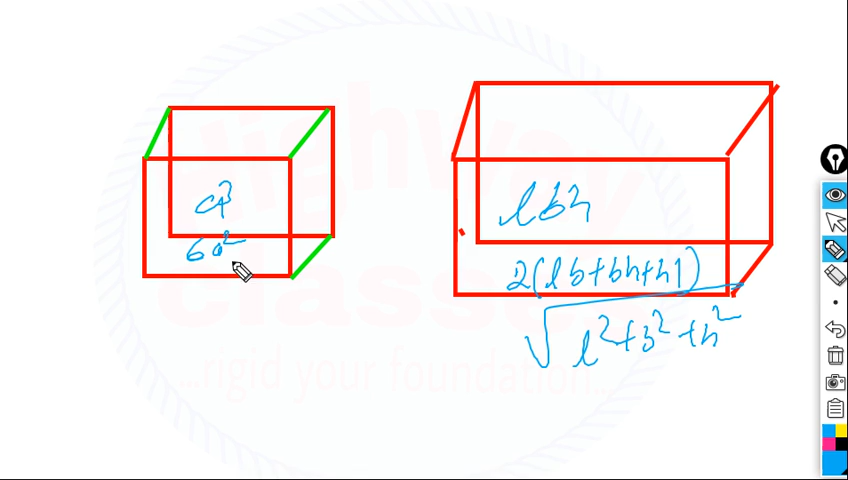 a³
6a²
lbh
2(lb+bh+hl)
√l²+b²+h²
...rigid your foundation...